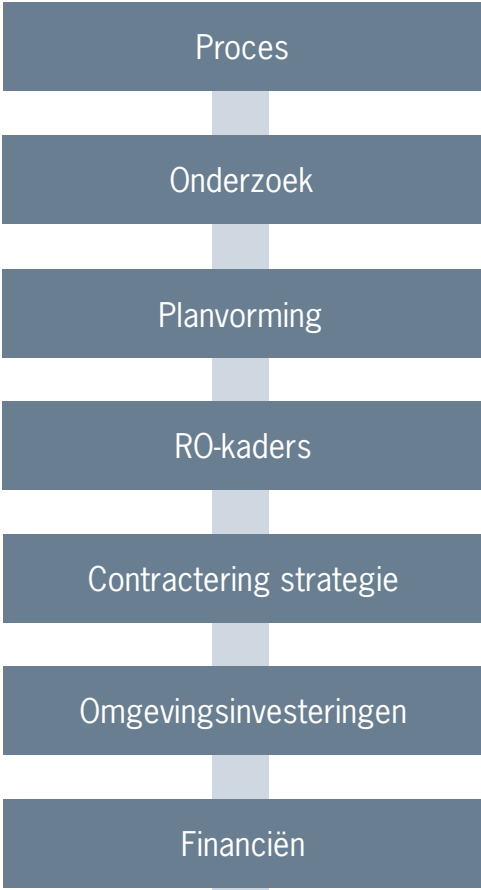 Proces
Onderzoek
Planvorming
RO-kaders
Contractering strategie
Omgevingsinvesteringen
Financiën